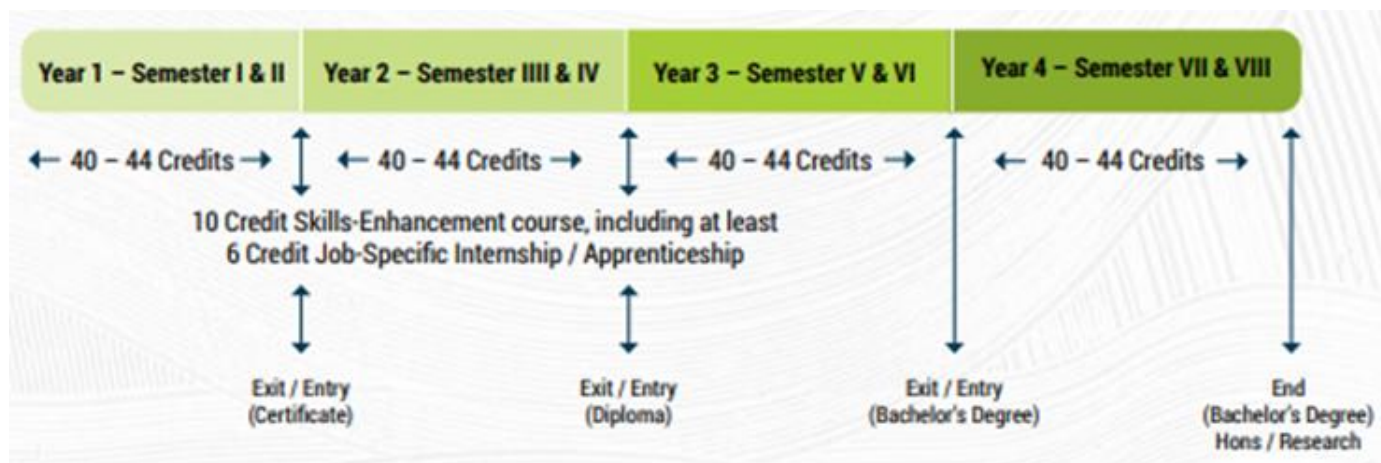 Year 1 – Semester I & II
Year 2 – Semester IIII & IV
Year 3 – Semester V & VI
Year 4 – Semester VII & VIII
40 – 44 Credits
40 – 44 Credits
40 – 44 Credits
40 – 44 Credits
10 Credit Skills-Enhancement course, including at least
6 Credit Job-Specific Internship / Apprenticeship
Exit / Entry
(Certificate)
Exit / Entry
(Diploma)
Exit / Entry
(Bachelor's Degree)
End
(Bachelor's Degree)
Hons / Research